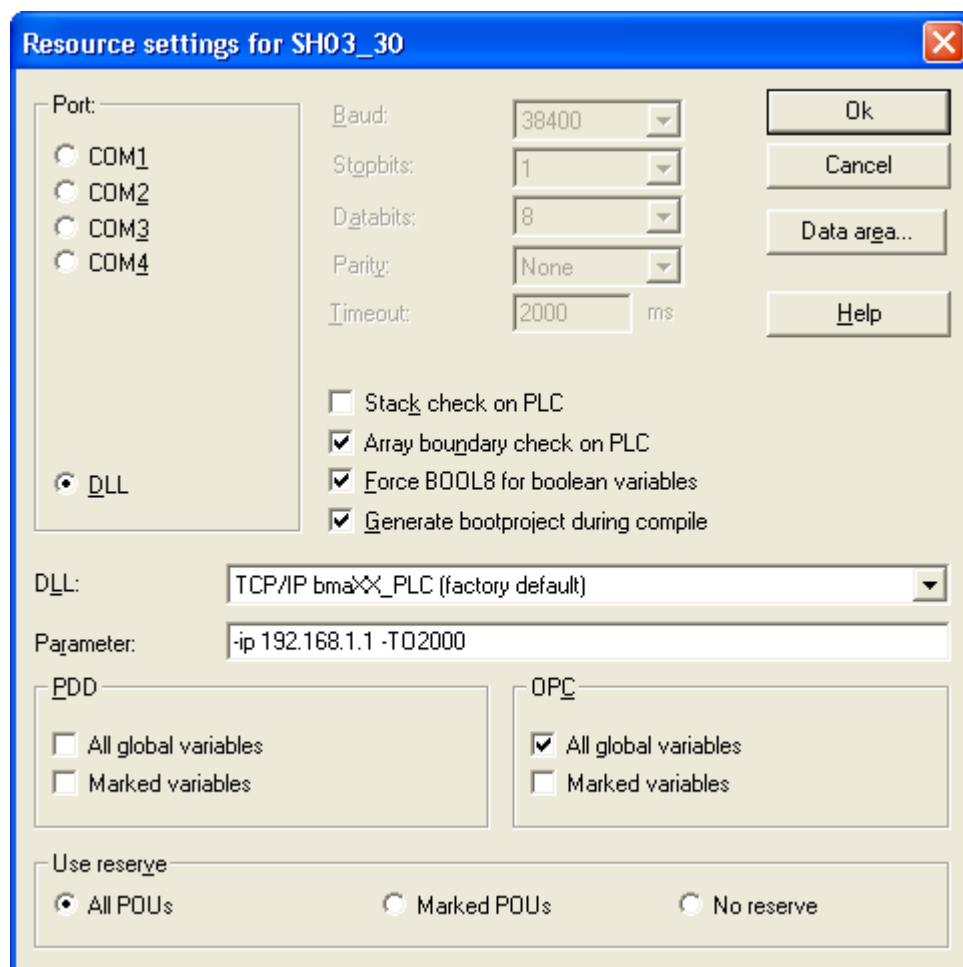 Resource settings for SH03_30
Port:
COM1
COM2
COM3
COM4
DLL
Baud: 38400
Stopbits: 1
Databits: 8
Parity: None
Timeout: 2000 ms
Ok
Cancel
Data area...
Help
Stack check on PLC
Array boundary check on PLC
Force BOOL8 for boolean variables
Generate bootproject during compile
DLL: TCP/IP bmaXX_PLC (factory default)
Parameter: -ip 192.168.1.1 -TO2000
PDD
All global variables
Marked variables
OPC
All global variables
Marked variables
Use reserve
All POUs Marked POUs No reserve